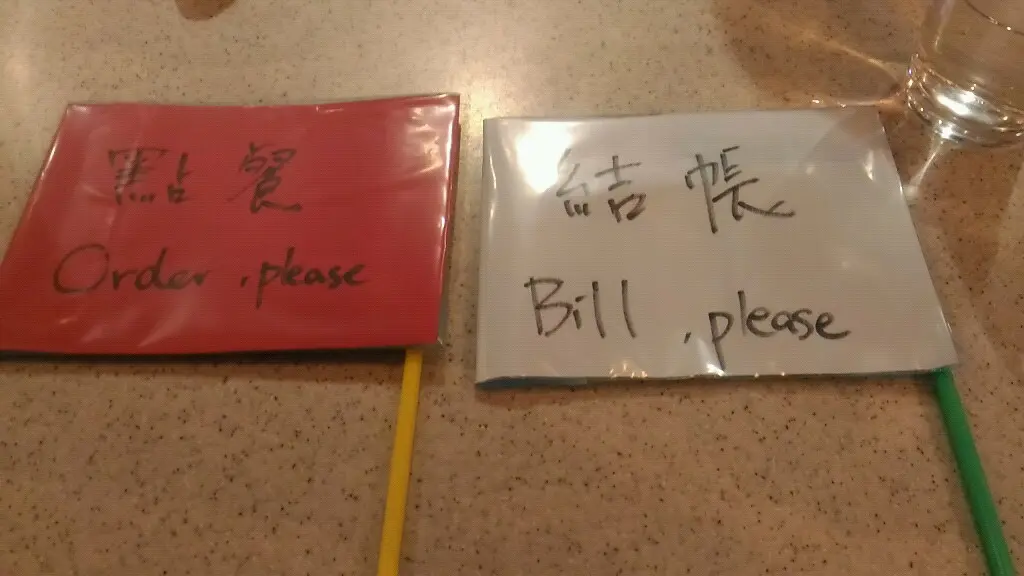 點餐
Order, please
結帳
Bill, please